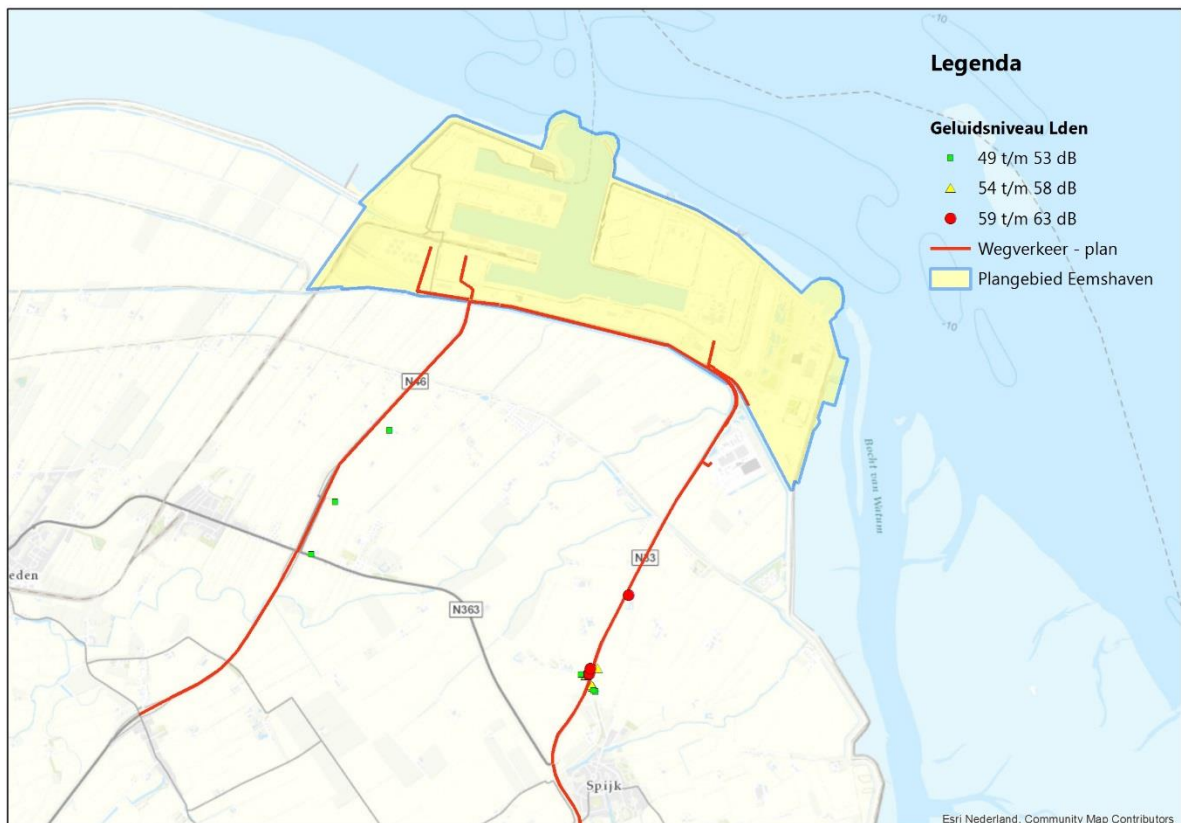 Legenda
Geluidsniveau Lden
49 t/m 53 dB
54 t/m 58 dB
59 t/m 63 dB
Wegverkeer - plan
Plangebied Eemshaven
-10
-10
-10
N46
Bocht van Watum
N33
eden
N363
Spijk
Esri Nederland, Community Map Contributors